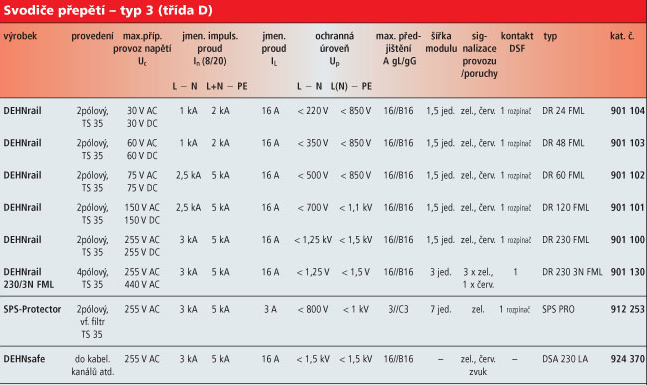 Svodiče přepětí – typ 3 (třída D)
výrobek provedení max.příp. jmen. impuls. jmen. ochranná max. před- šířka sig- kontakt typ kat. č.
provoz napětí proud proud úroveň jištění modulu nalizace DSF
Uc In (8/20) IL Up A gL/gG provozu
/poruchy
L – N L+N – PE L – N L(N) – PE
DEHNrail 2pólový, 30 V AC 1 kA 2 kA 16 A < 220 V < 850 V 16//B16 1,5 jed. zel., červ. 1 rozpínač DR 24 FML 901 104
TS 35 30 V DC
DEHNrail 2pólový, 60 V AC 1 kA 2 kA 16 A < 350 V < 850 V 16//B16 1,5 jed. zel., červ. 1 rozpínač DR 48 FML 901 103
TS 35 60 V DC
DEHNrail 2pólový, 75 V AC 2,5 kA 5 kA 16 A < 500 V < 850 V 16//B16 1,5 jed. zel., červ. 1 rozpínač DR 60 FML 901 102
TS 35 75 V DC
DEHNrail 2pólový, 150 V AC 2,5 kA 5 kA 16 A < 700 V < 1,1 kV 16//B16 1,5 jed. zel., červ. 1 rozpínač DR 120 FML 901 101
TS 35 150 V DC
DEHNrail 2pólový, 255 V AC 3 kA 5 kA 16 A < 1,25 kV < 1,5 kV 16//B16 1,5 jed. zel., červ. 1 rozpínač DR 230 FML 901 100
TS 35 255 V DC
DEHNrail 4pólový, 255 V AC 3 kA 5 kA 16 A < 1,25 V < 1,5 V 16//B16 3 jed. 3 x zel., 1 DR 230 3N FML 901 130
230/3N FML TS 35 440 V AC 1 x červ.
SPS-Protector 2pólový, 255 V AC 3 kA 5 kA 3 A < 800 V < 1 kV 3//C3 7 jed. zel. 1 rozpínač SPS PRO 912 253
vf. filtr
TS 35
DEHNsafe do kabel. 255 V AC 3 kA 5 kA 16 A < 1,5 kV < 1,5 kV 16//B16 – zel., červ. – DSA 230 LA 924 370
kanálů atd. zvuk